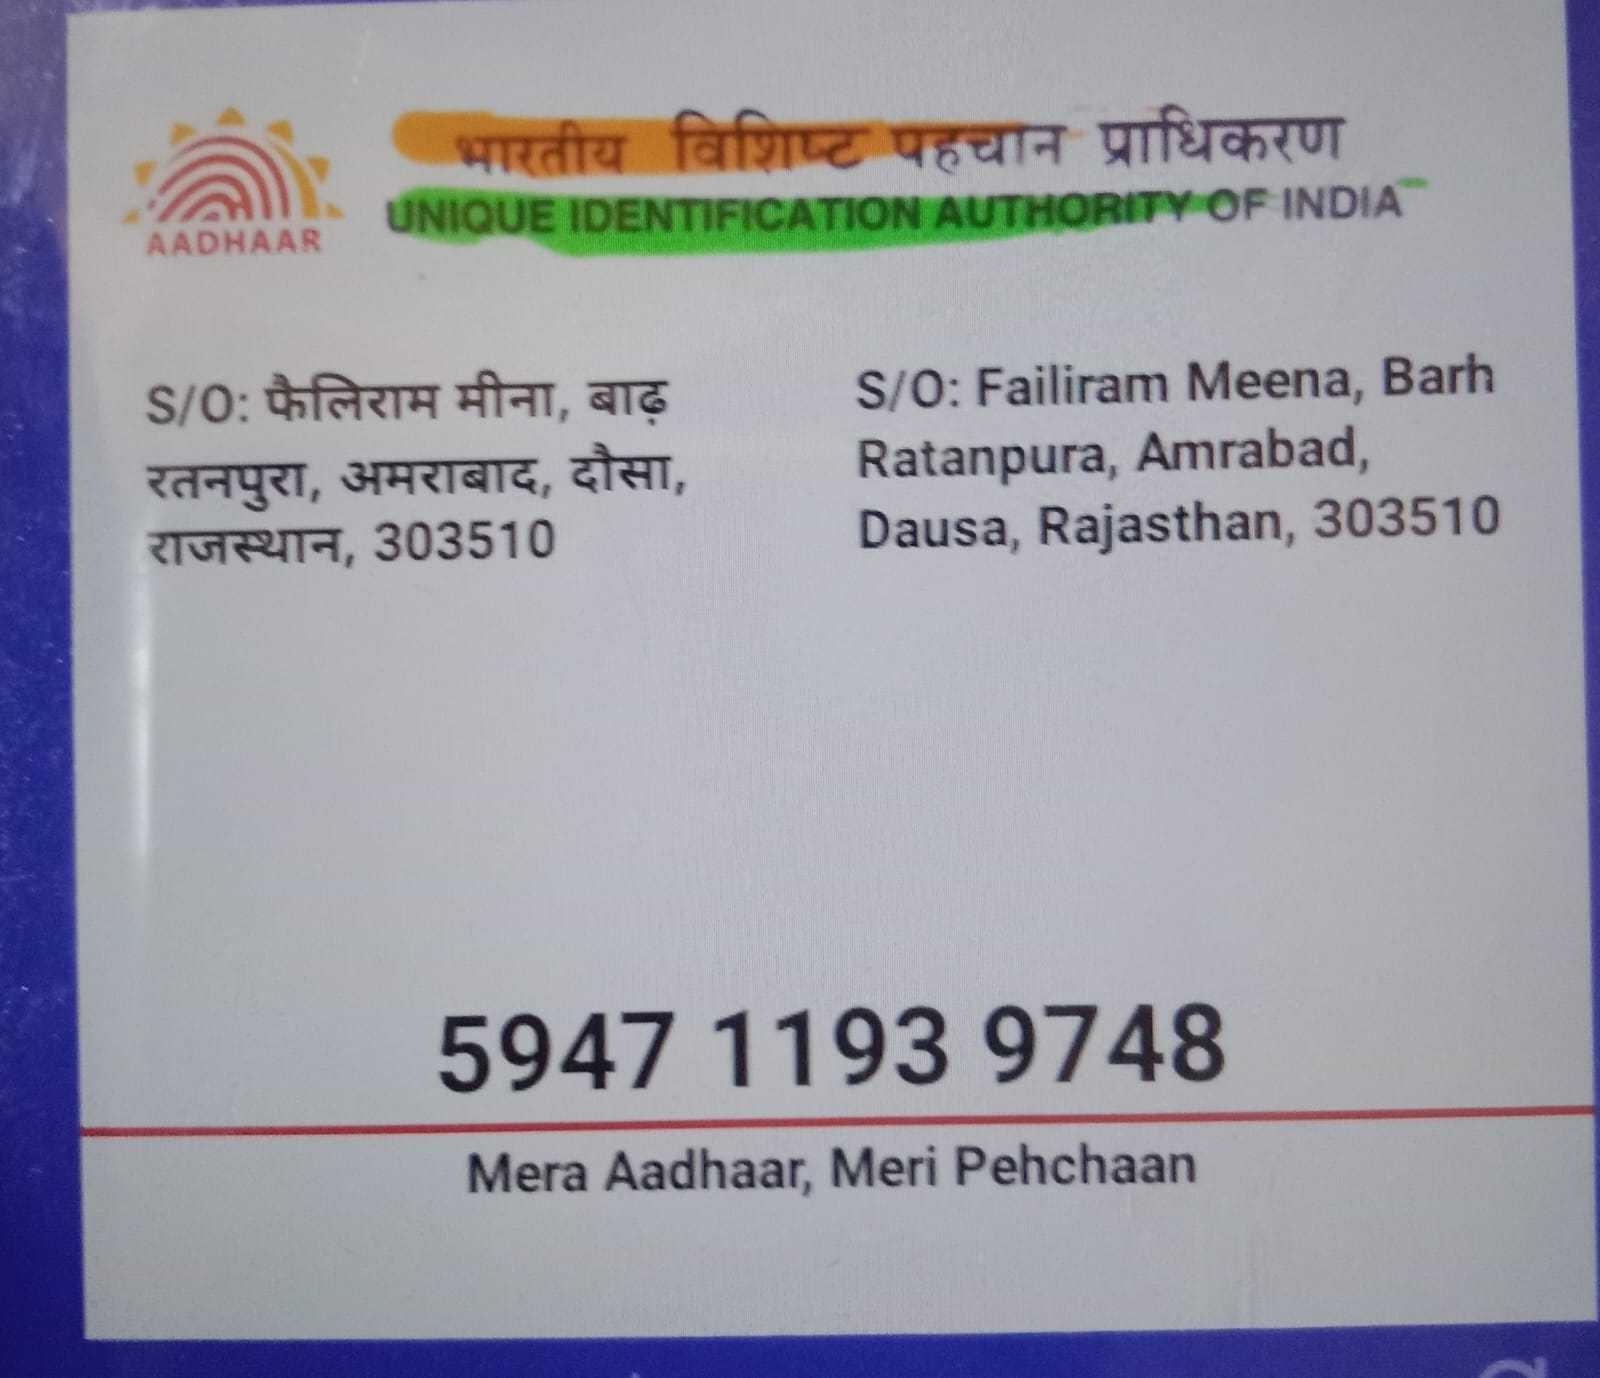 AADHAAR
भारतीय विशिष्ट पहचान प्राधिकरण
UNIQUE IDENTIFICATION AUTHORITY OF INDIA
S/O: फैलिराम मीना, बाढ़
रतनपुरा, अमराबाद, दौसा,
राजस्थान, 303510
S/O: Failiram Meena, Barh
Ratanpura, Amrabad,
Dausa, Rajasthan, 303510
5947 1193 9748
Mera Aadhaar, Meri Pehchaan